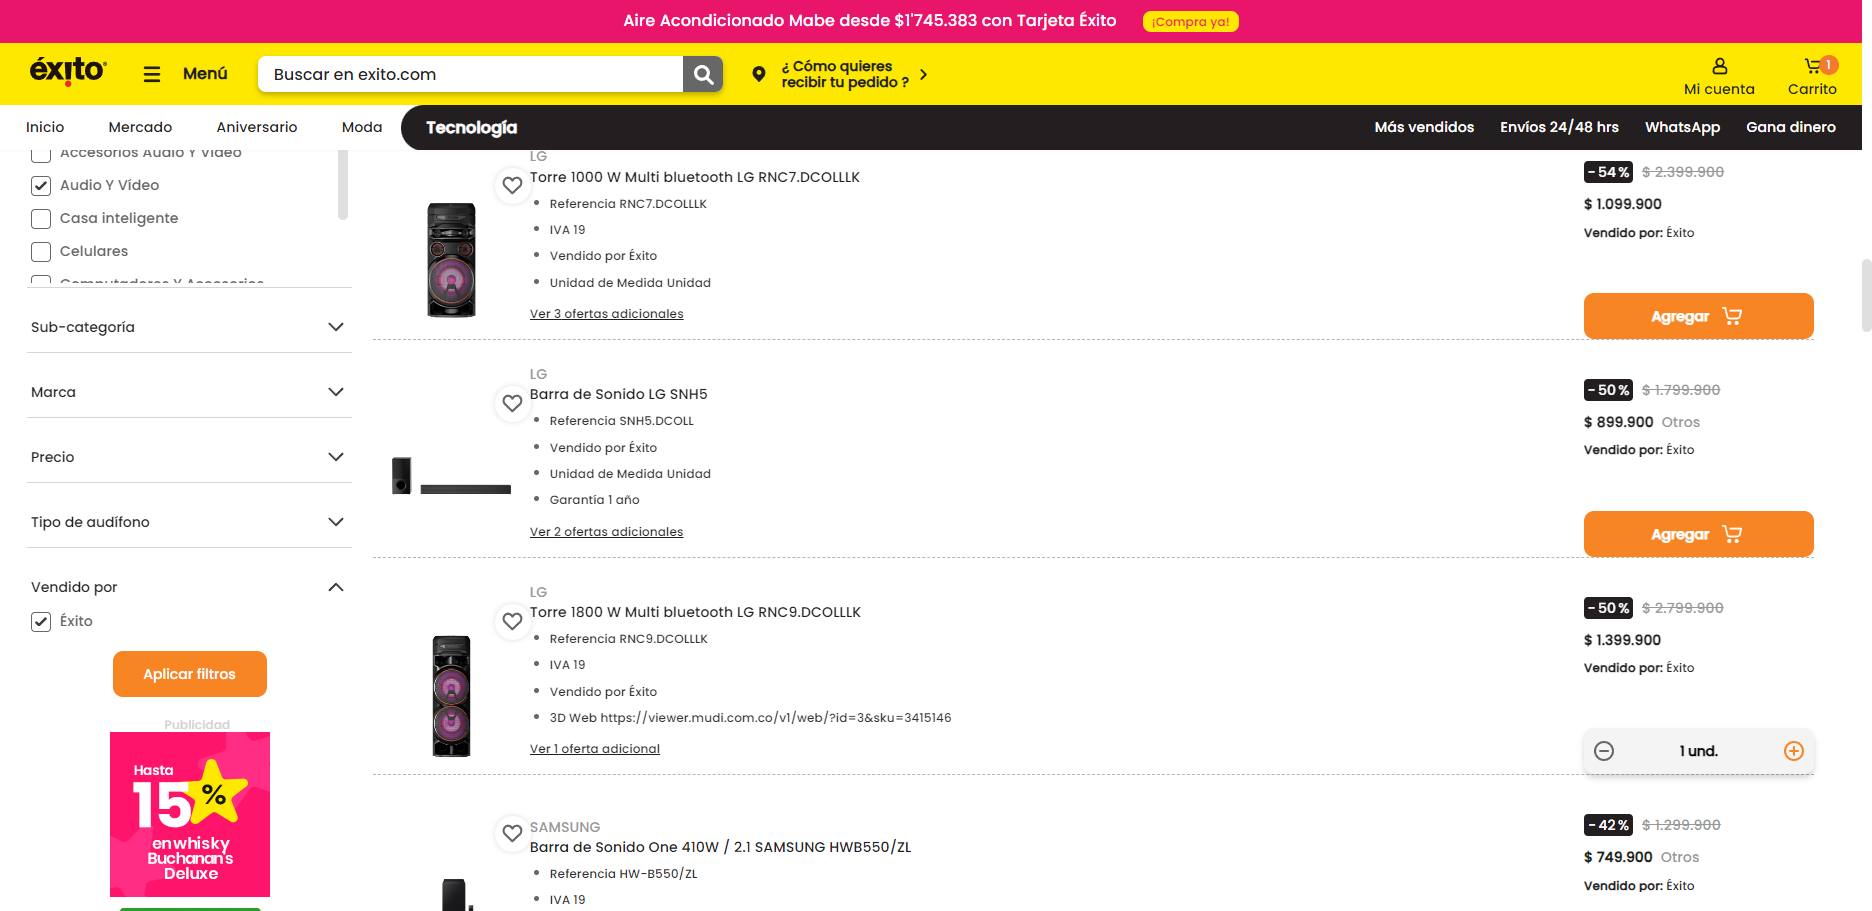 Aire Acondicionado Mabe desde $1'745.383 con Tarjeta Éxito
¡Compra ya!
éxito
Menú
Buscar en exito.com
¿ Cómo quieres
recibir tu pedido ?
Mi cuenta
1
Carrito
Inicio
Mercado
Aniversario
Moda
Tecnología
Más vendidos
Envíos 24/48 hrs
WhatsApp
Gana dinero
Accesorios Audio Y Video
Audio Y Vídeo
Casa inteligente
Celulares
Computadores Y Accesorios
Sub-categoría
Marca
Precio
Tipo de audífono
Vendido por
Éxito
Aplicar filtros
Publicidad
Hasta
15%
en whisky
Buchanan's
Deluxe
LG
Torre 1000 W Multi bluetooth LG RNC7.DCOLLLK
Referencia RNC7.DCOLLLK
IVA 19
Vendido por Éxito
Unidad de Medida Unidad
Ver 3 ofertas adicionales
-54% $ 2.399.900
$ 1.099.900
Vendido por: Éxito
Agregar
LG
Barra de Sonido LG SNH5
Referencia SNH5.DCOLL
Vendido por Éxito
Unidad de Medida Unidad
Garantía 1 año
Ver 2 ofertas adicionales
-50% $ 1.799.900
$ 899.900 Otros
Vendido por: Éxito
Agregar
LG
Torre 1800 W Multi bluetooth LG RNC9.DCOLLLK
Referencia RNC9.DCOLLLK
IVA 19
Vendido por Éxito
3D Web https://viewer.mudi.com.co/v1/web/?id=3&sku=3415146
Ver 1 oferta adicional
-50% $ 2.799.900
$ 1.399.900
Vendido por: Éxito
1 und.
SAMSUNG
Barra de Sonido One 410W / 2.1 SAMSUNG HWB550/ZL
Referencia HW-B550/ZL
IVA 19
-42% $ 1.299.900
$ 749.900 Otros
Vendido por: Éxito